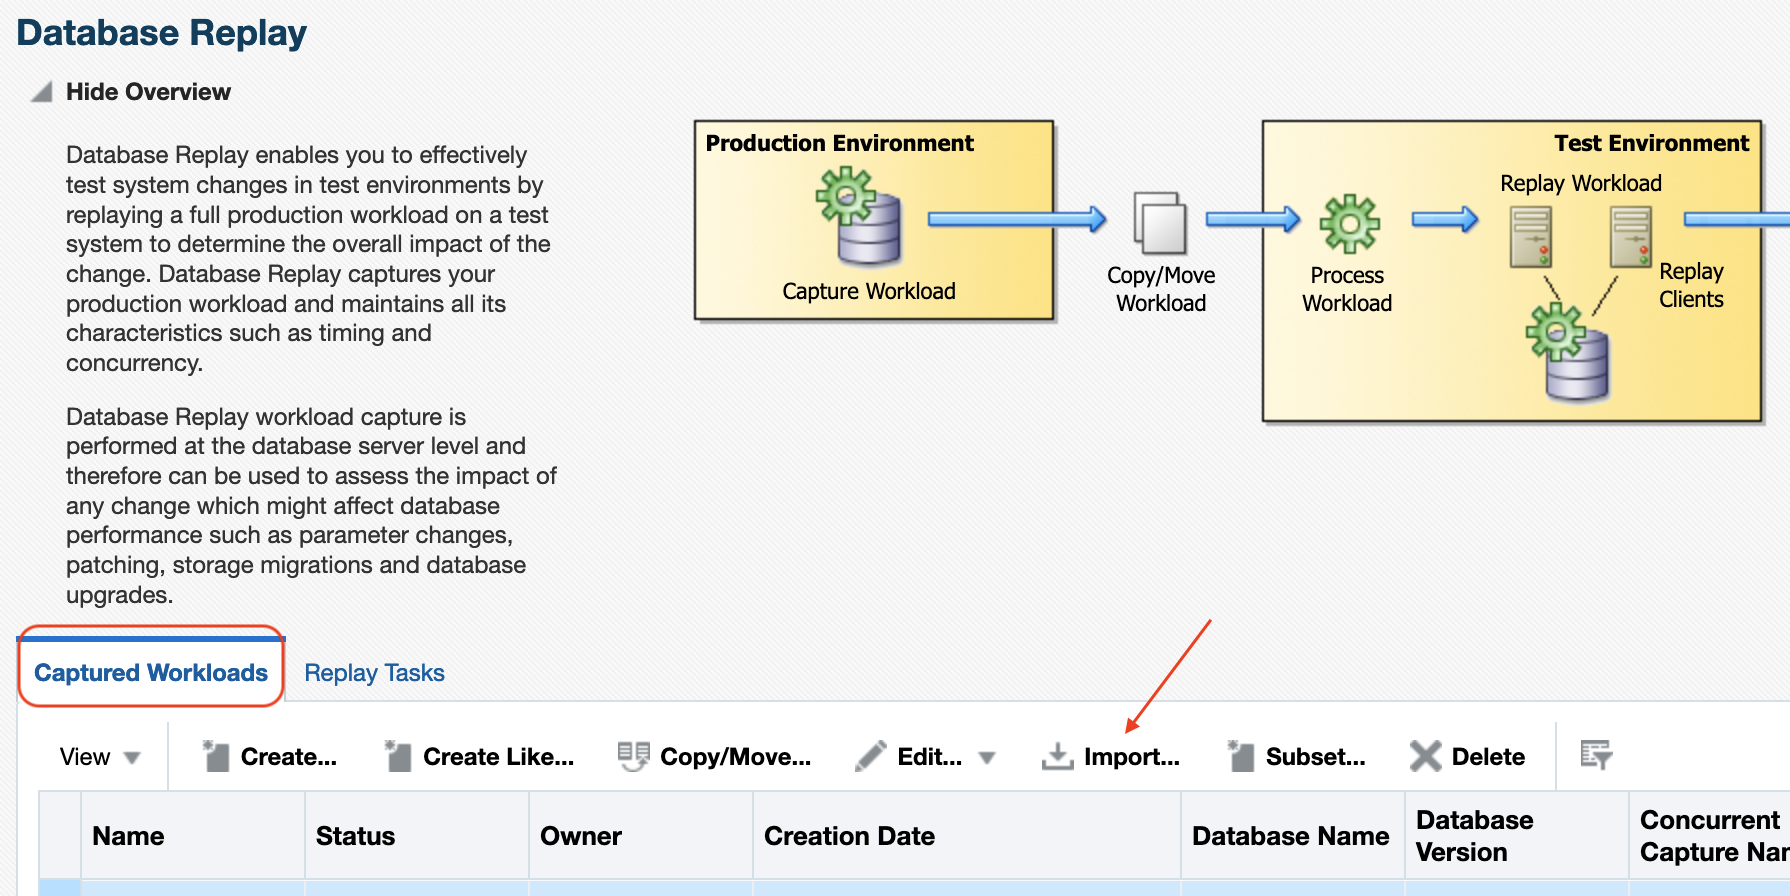 Database Replay
Hide Overview
Database Replay enables you to effectively
test system changes in test environments by
replaying a full production workload on a test
system to determine the overall impact of the
change. Database Replay captures your
production workload and maintains all its
characteristics such as timing and
concurrency.
Database Replay workload capture is
performed at the database server level and
therefore can be used to assess the impact of
any change which might affect database
performance such as parameter changes,
patching, storage migrations and database
upgrades.
Production Environment
Capture Workload
Copy/Move
Workload
Test Environment
Replay Workload
Process
Workload
Replay
Clients
Captured Workloads
Replay Tasks
View
Create...
Create Like...
Copy/Move...
Edit...
Import...
Subset...
Delete
Name
Status
Owner
Creation Date
Database Name
Database
Version
Concurrent
Capture